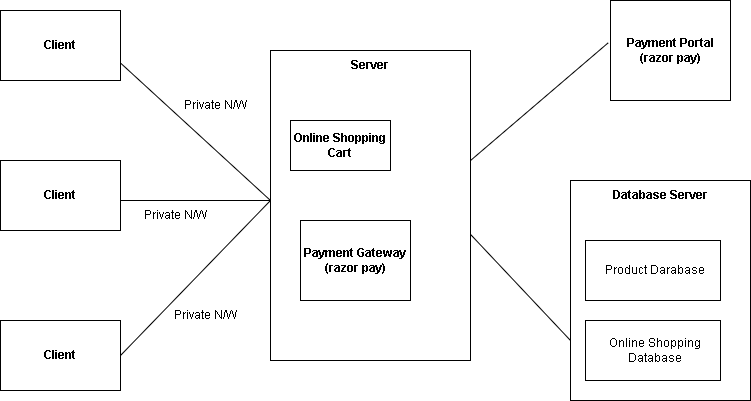 Client
Private N/W
Client
Private N/W
Client
Private N/W
Server
Online Shopping
Cart
Payment Gateway
(razor pay)
Payment Portal
(razor pay)
Database Server
Product Darabase
Online Shopping
Database